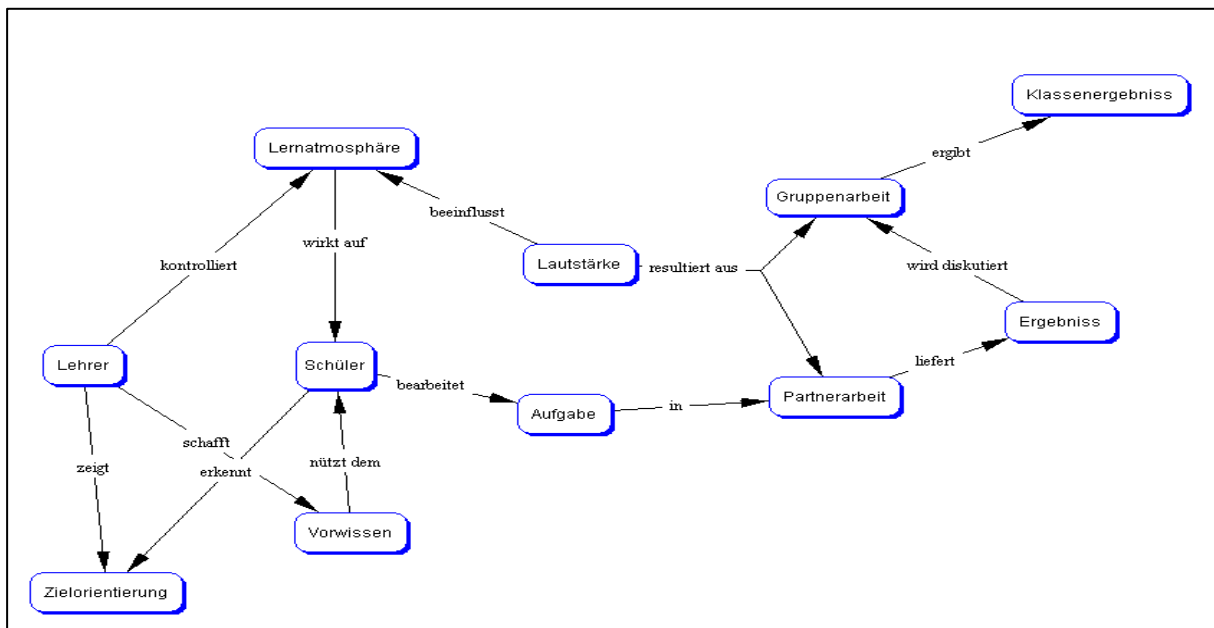 Klassenergebniss
Lernatmosphäre
ergibt
Gruppenarbeit
beeinflusst
wirkt auf
kontrolliert
Lautstärke
resultiert aus
wird diskutiert
Ergebniss
Lehrer
Schüler
liefert
bearbeitet
Partnerarbeit
Aufgabe
in
schafft
zeigt
erkennt
nützt dem
Vorwissen
Zielorientierung